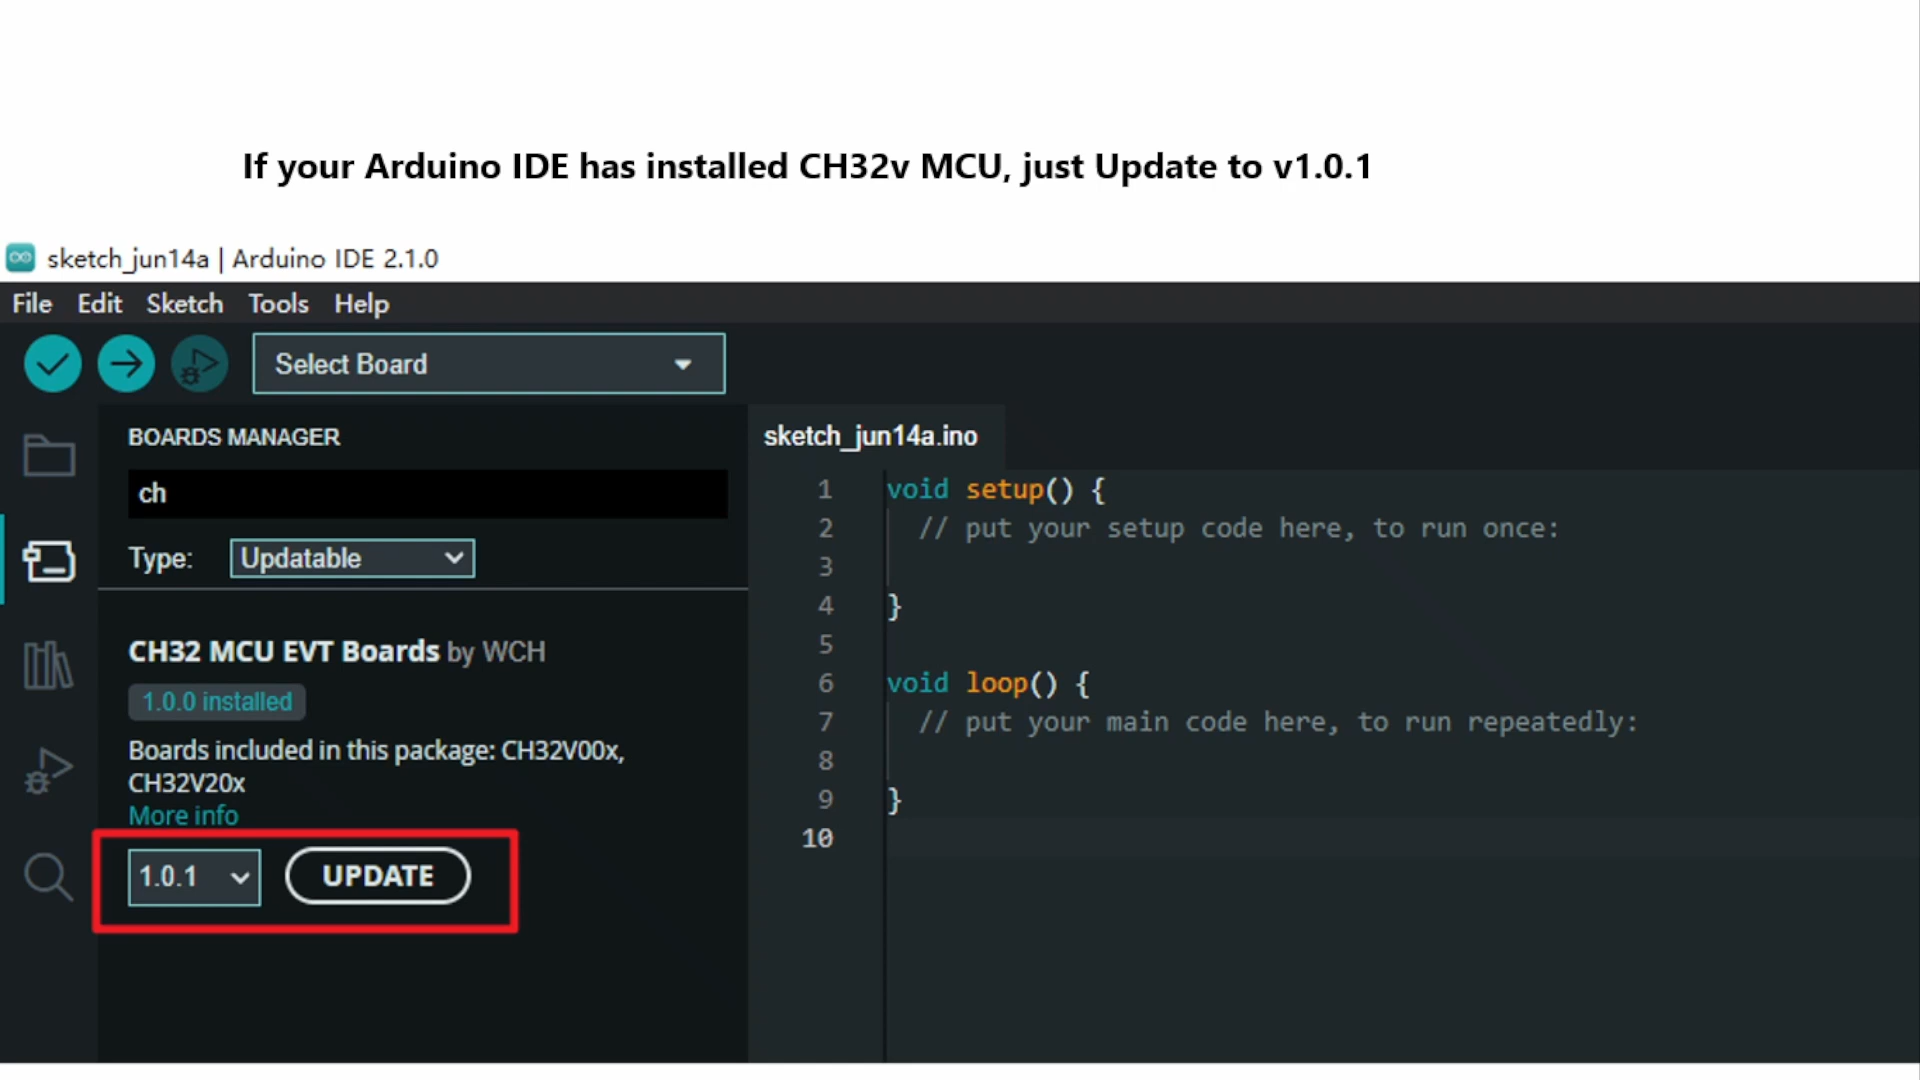 If your Arduino IDE has installed CH32v MCU, just Update to v1.0.1
sketch_jun14a | Arduino IDE 2.1.0
File Edit Sketch Tools Help
Select Board
BOARDS MANAGER
ch
Type: Updatable
CH32 MCU EVT Boards by WCH
1.0.0 installed
Boards included in this package: CH32V00x,
CH32V20x
More info
1.0.1 UPDATE
sketch_jun14a.ino
1 void setup() {
2 // put your setup code here, to run once:
3
4 }
5
6 void loop() {
7 // put your main code here, to run repeatedly:
8
9 }
10